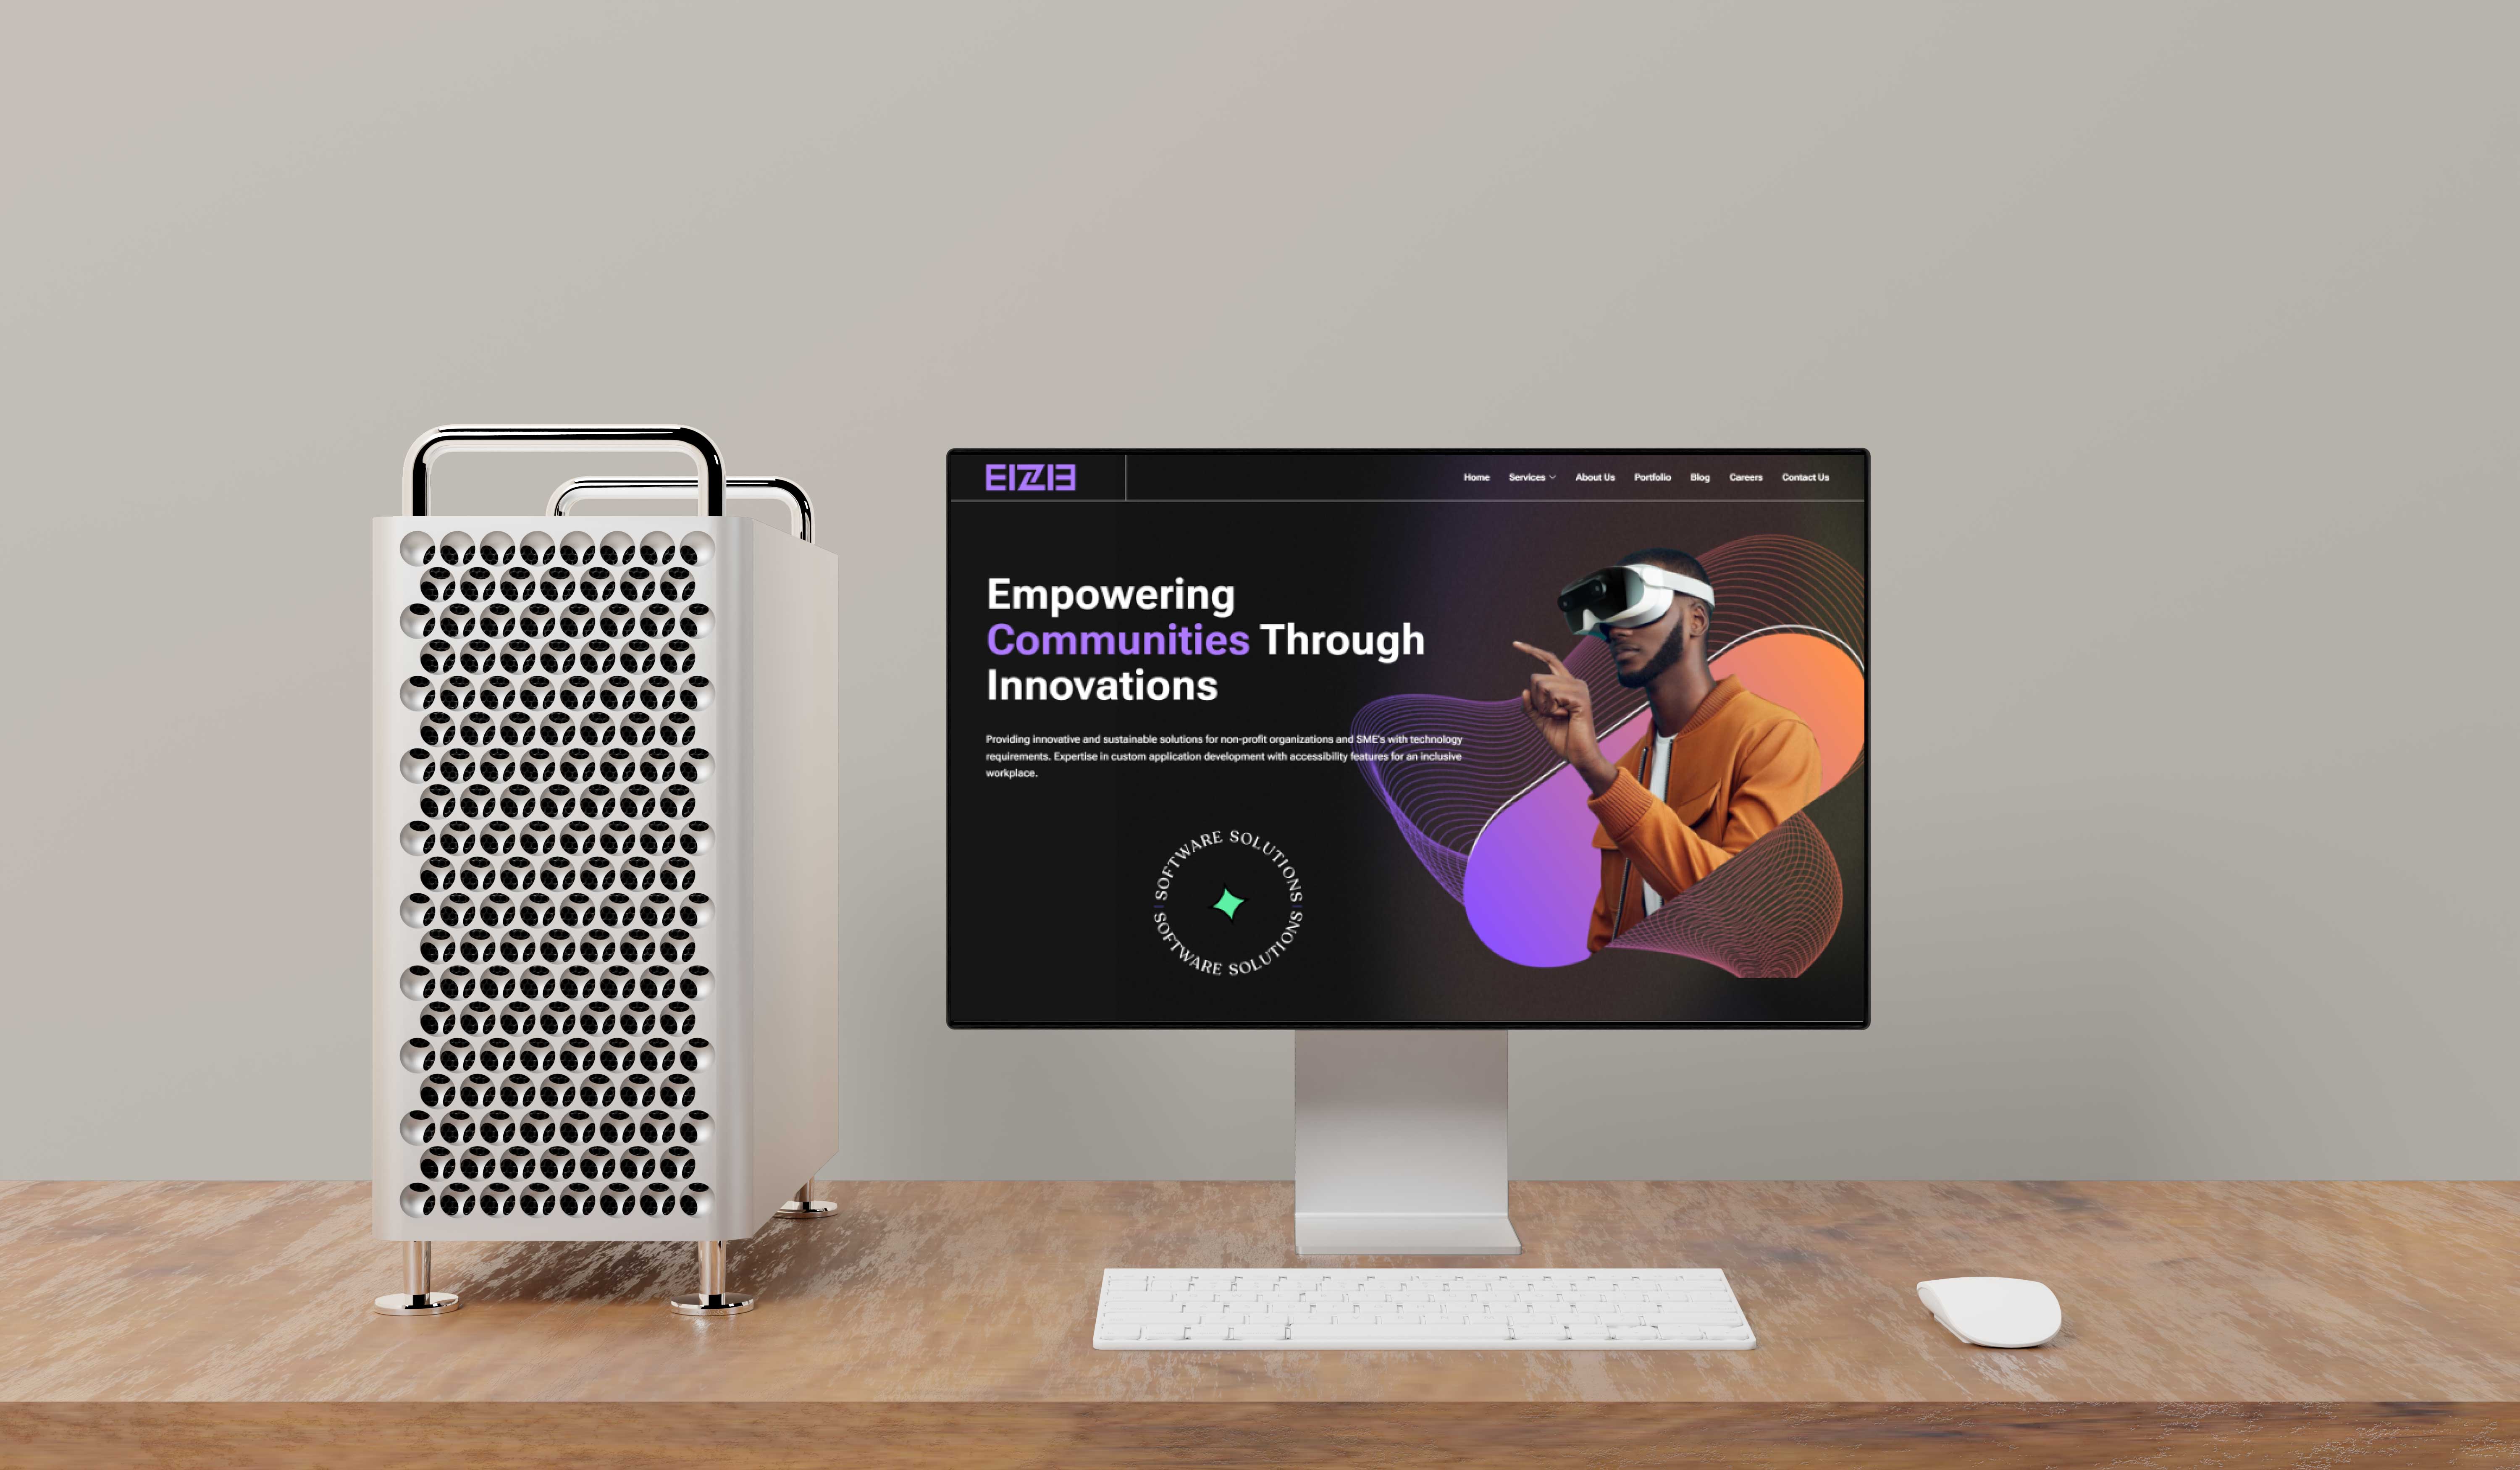 EIZIE
Home Services About Us Portfolio Blog Careers Contact Us
Empowering
Communities Through
Innovations
Providing innovative and sustainable solutions for non-profit organizations and SME's with technology
requirements. Expertise in custom application development with accessibility features for an inclusive
workplace.
SOFTWARE SOLUTIONS
SOFTWARE SOLUTIONS